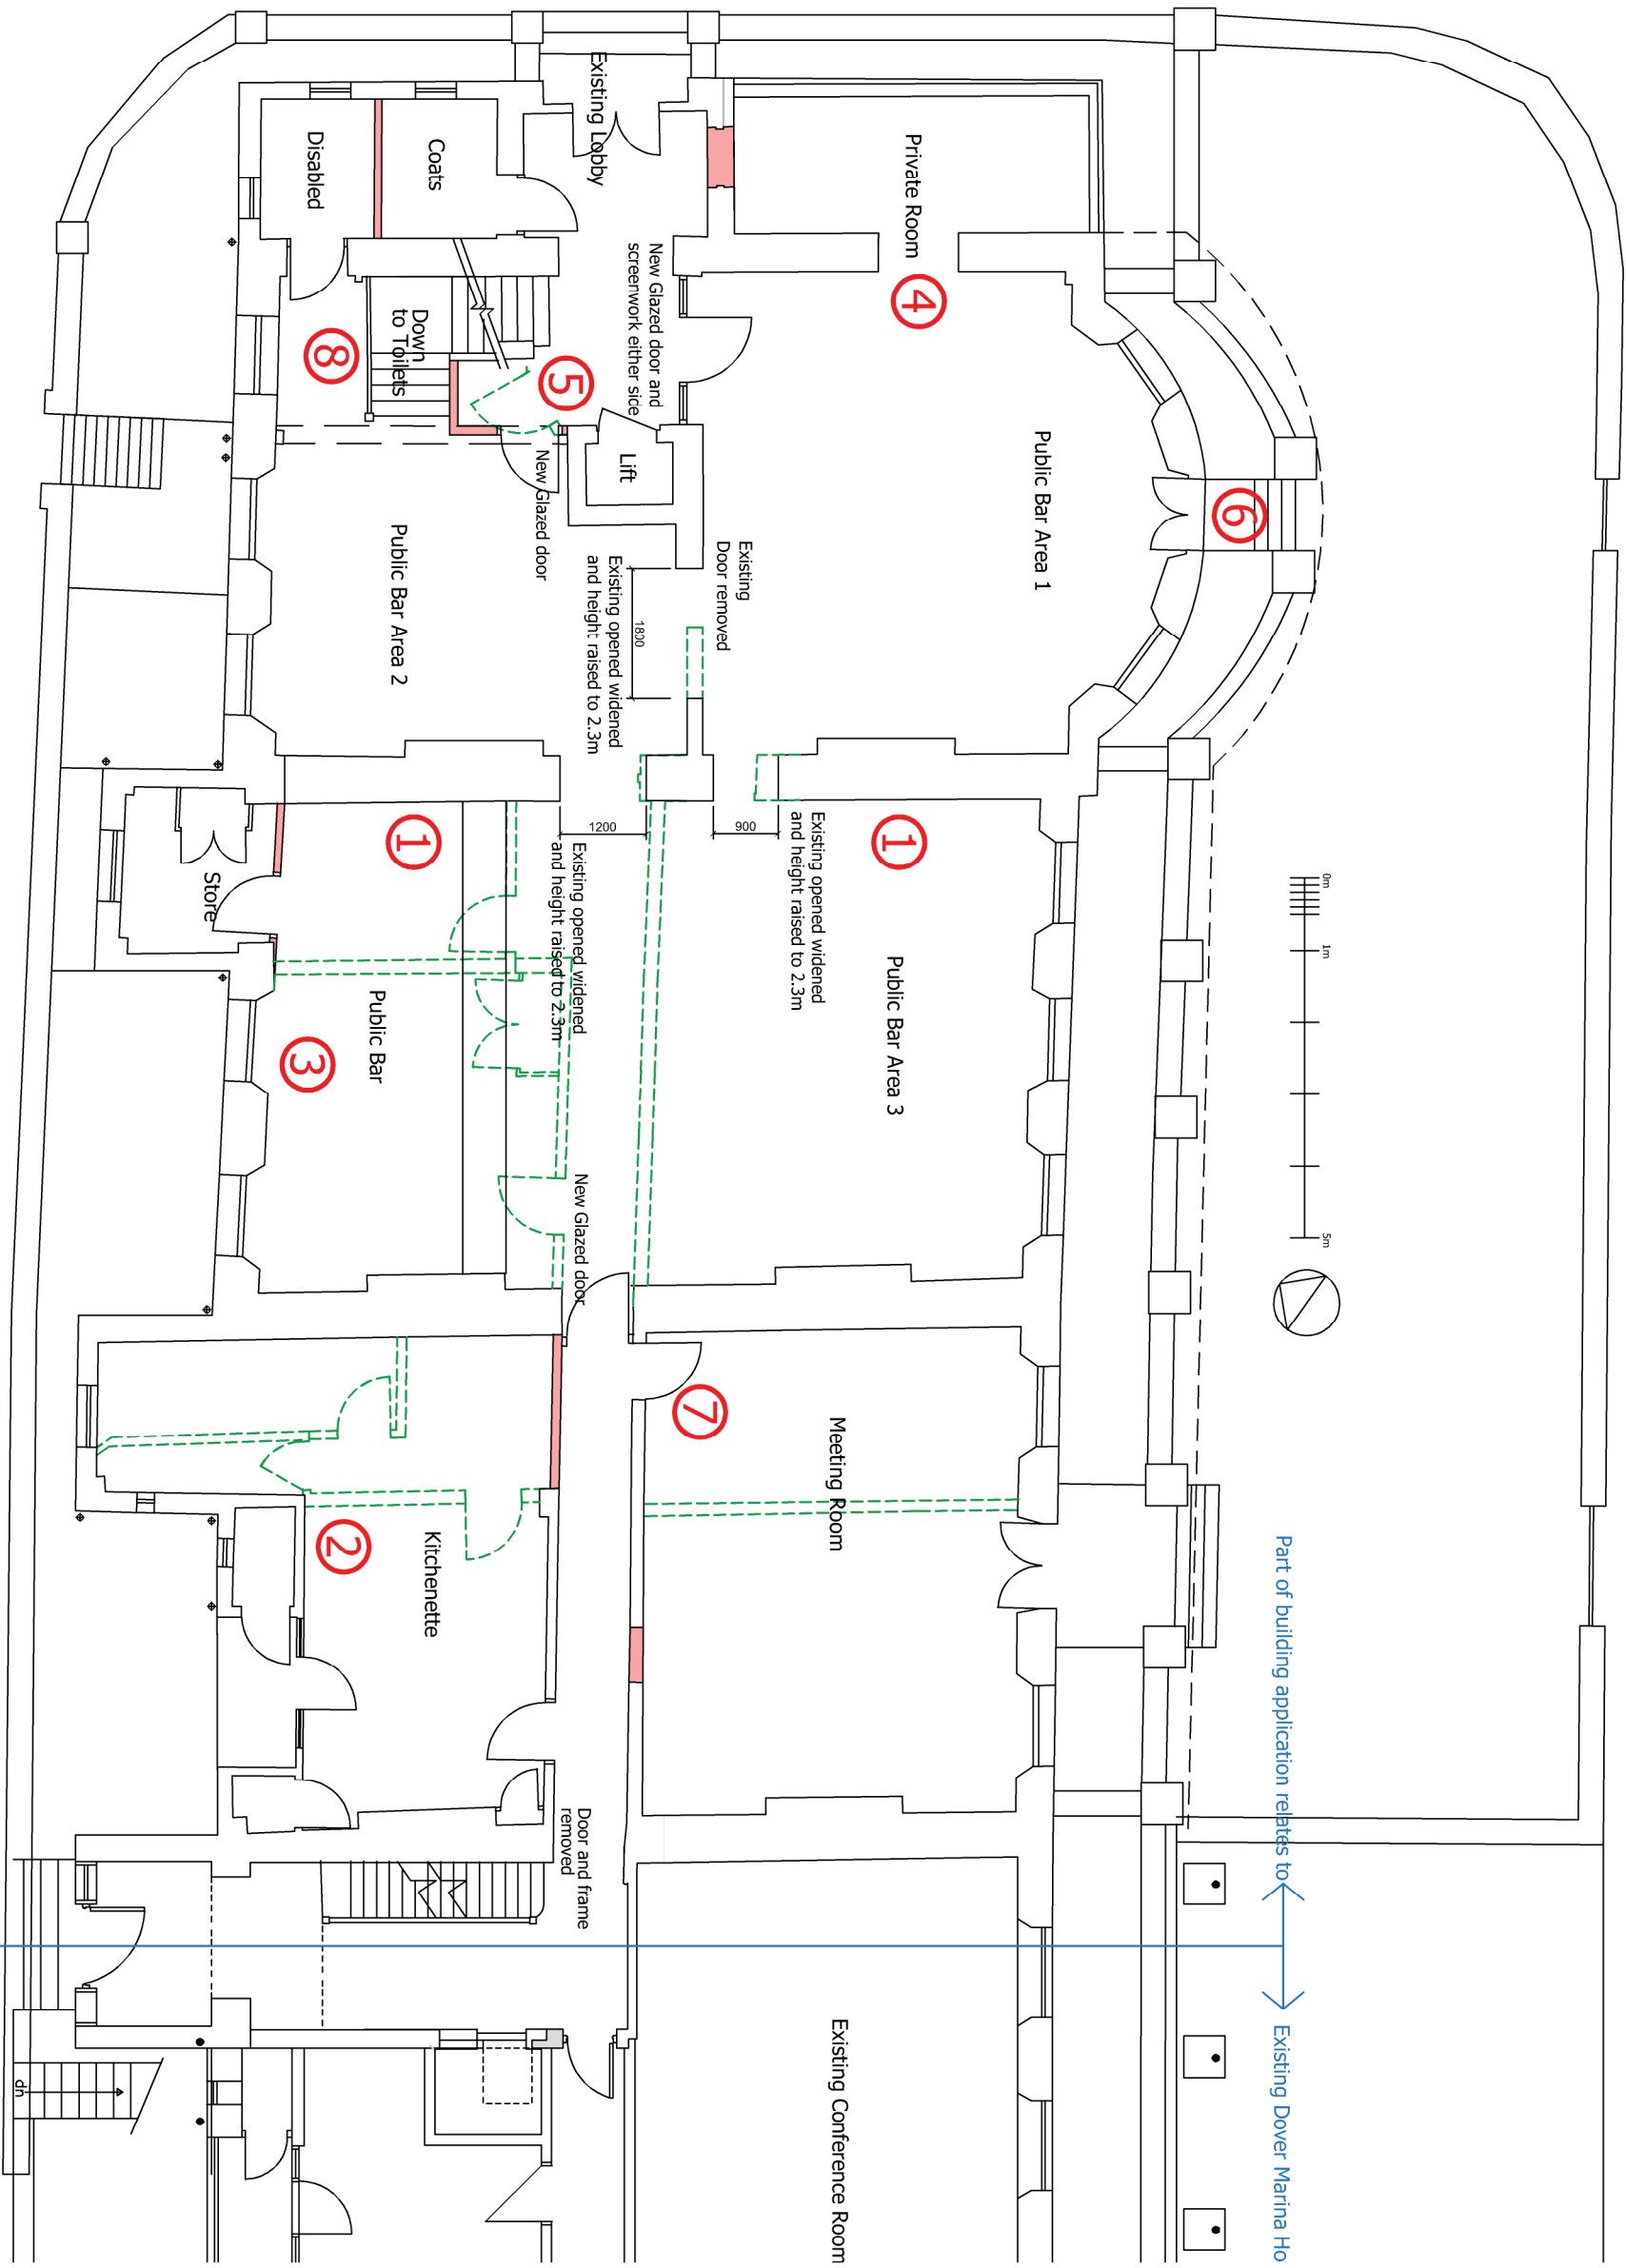 Existing Lobby
Disabled
Coats
Private Room
④
New Glazed door and
screenwork either side
Down
to Toilets
⑧
⑤
Lift
New Glazed door
Public Bar Area 1
⑥
Public Bar Area 2
Existing
Door removed
Existing opened widened
and height raised to 2.3m
1800
1200
900
①
①
Existing opened widened
and height raised to 2.3m
Existing opened widened
and height raised to 2.3m
Store
0m
1m
5m
Public Bar Area 3
Public Bar
③
New Glazed door
⑦
Meeting Room
②
Kitchenette
Part of building application relates to
Door and frame
removed
Existing Conference Room
Existing Dover Marina Ho
dn